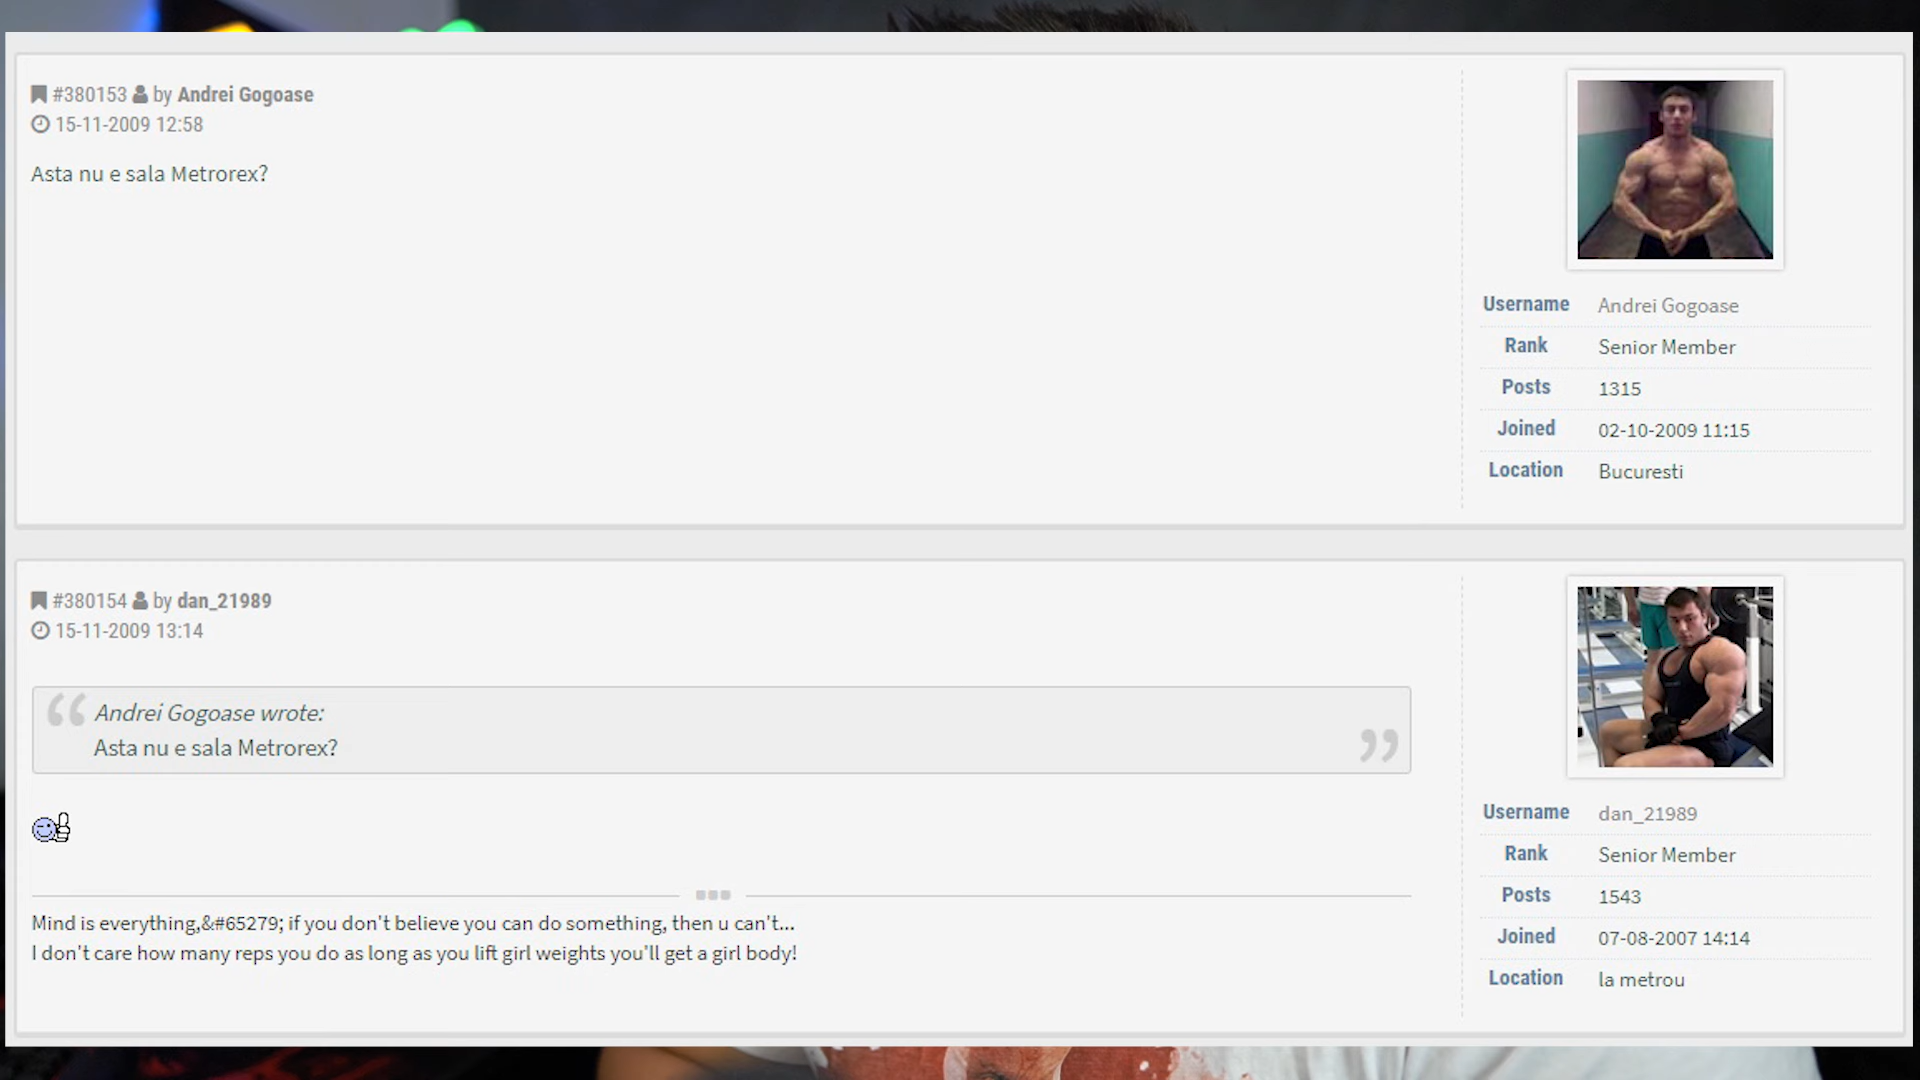 #380153 by Andrei Gogoase
15-11-2009 12:58
Asta nu e sala Metrorex?
Username Andrei Gogoase
Rank Senior Member
Posts 1315
Joined 02-10-2009 11:15
Location Bucuresti
#380154 by dan_21989
15-11-2009 13:14
Andrei Gogoase wrote:
Asta nu e sala Metrorex?
Mind is everything,&#65279; if you don't believe you can do something, then u can't...
I don't care how many reps you do as long as you lift girl weights you'll get a girl body!
Username dan_21989
Rank Senior Member
Posts 1543
Joined 07-08-2007 14:14
Location la metrou